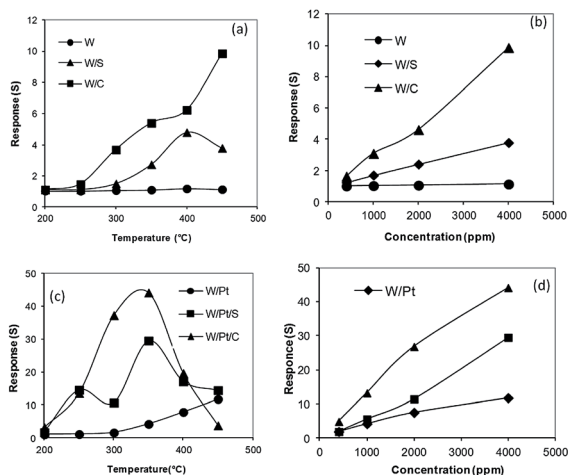 (a)
W
W/S
W/C
Response (S)
12
10
8
6
4
2
0
200 300 400 500
Temperature (°C)
(b)
W
W/S
W/C
Response (S)
12
10
8
6
4
2
0
0 1000 2000 3000 4000 5000
Concentration (ppm)
(c)
W/Pt
W/Pt/S
W/Pt/C
Response (S)
50
40
30
20
10
0
200 300 400 500
Temperature(°C)
(d)
W/Pt
Responce (S)
50
40
30
20
10
0
0 1000 2000 3000 4000 5000
Concentration (ppm)